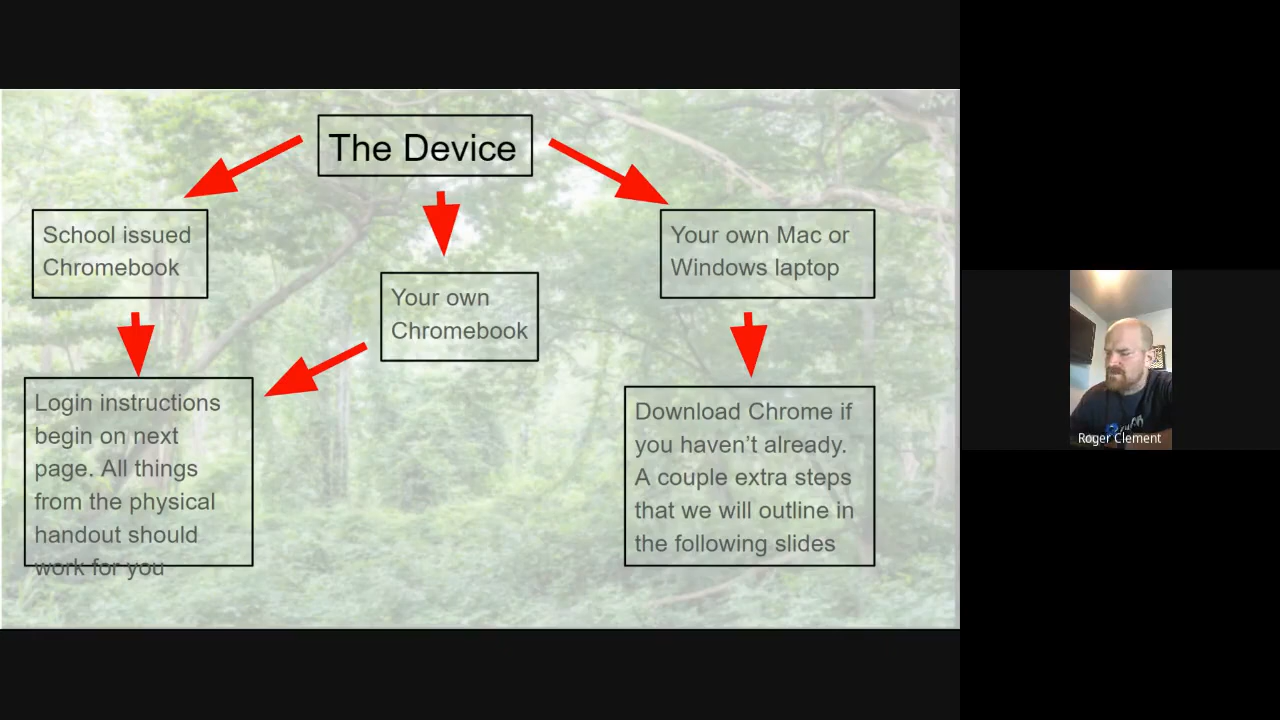 The Device
School issued
Chromebook
Your own
Chromebook
Your own Mac or
Windows laptop
Login instructions
begin on next
page. All things
from the physical
handout should
work for you
Download Chrome if
you haven’t already.
A couple extra steps
that we will outline in
the following slides
Roger Clement